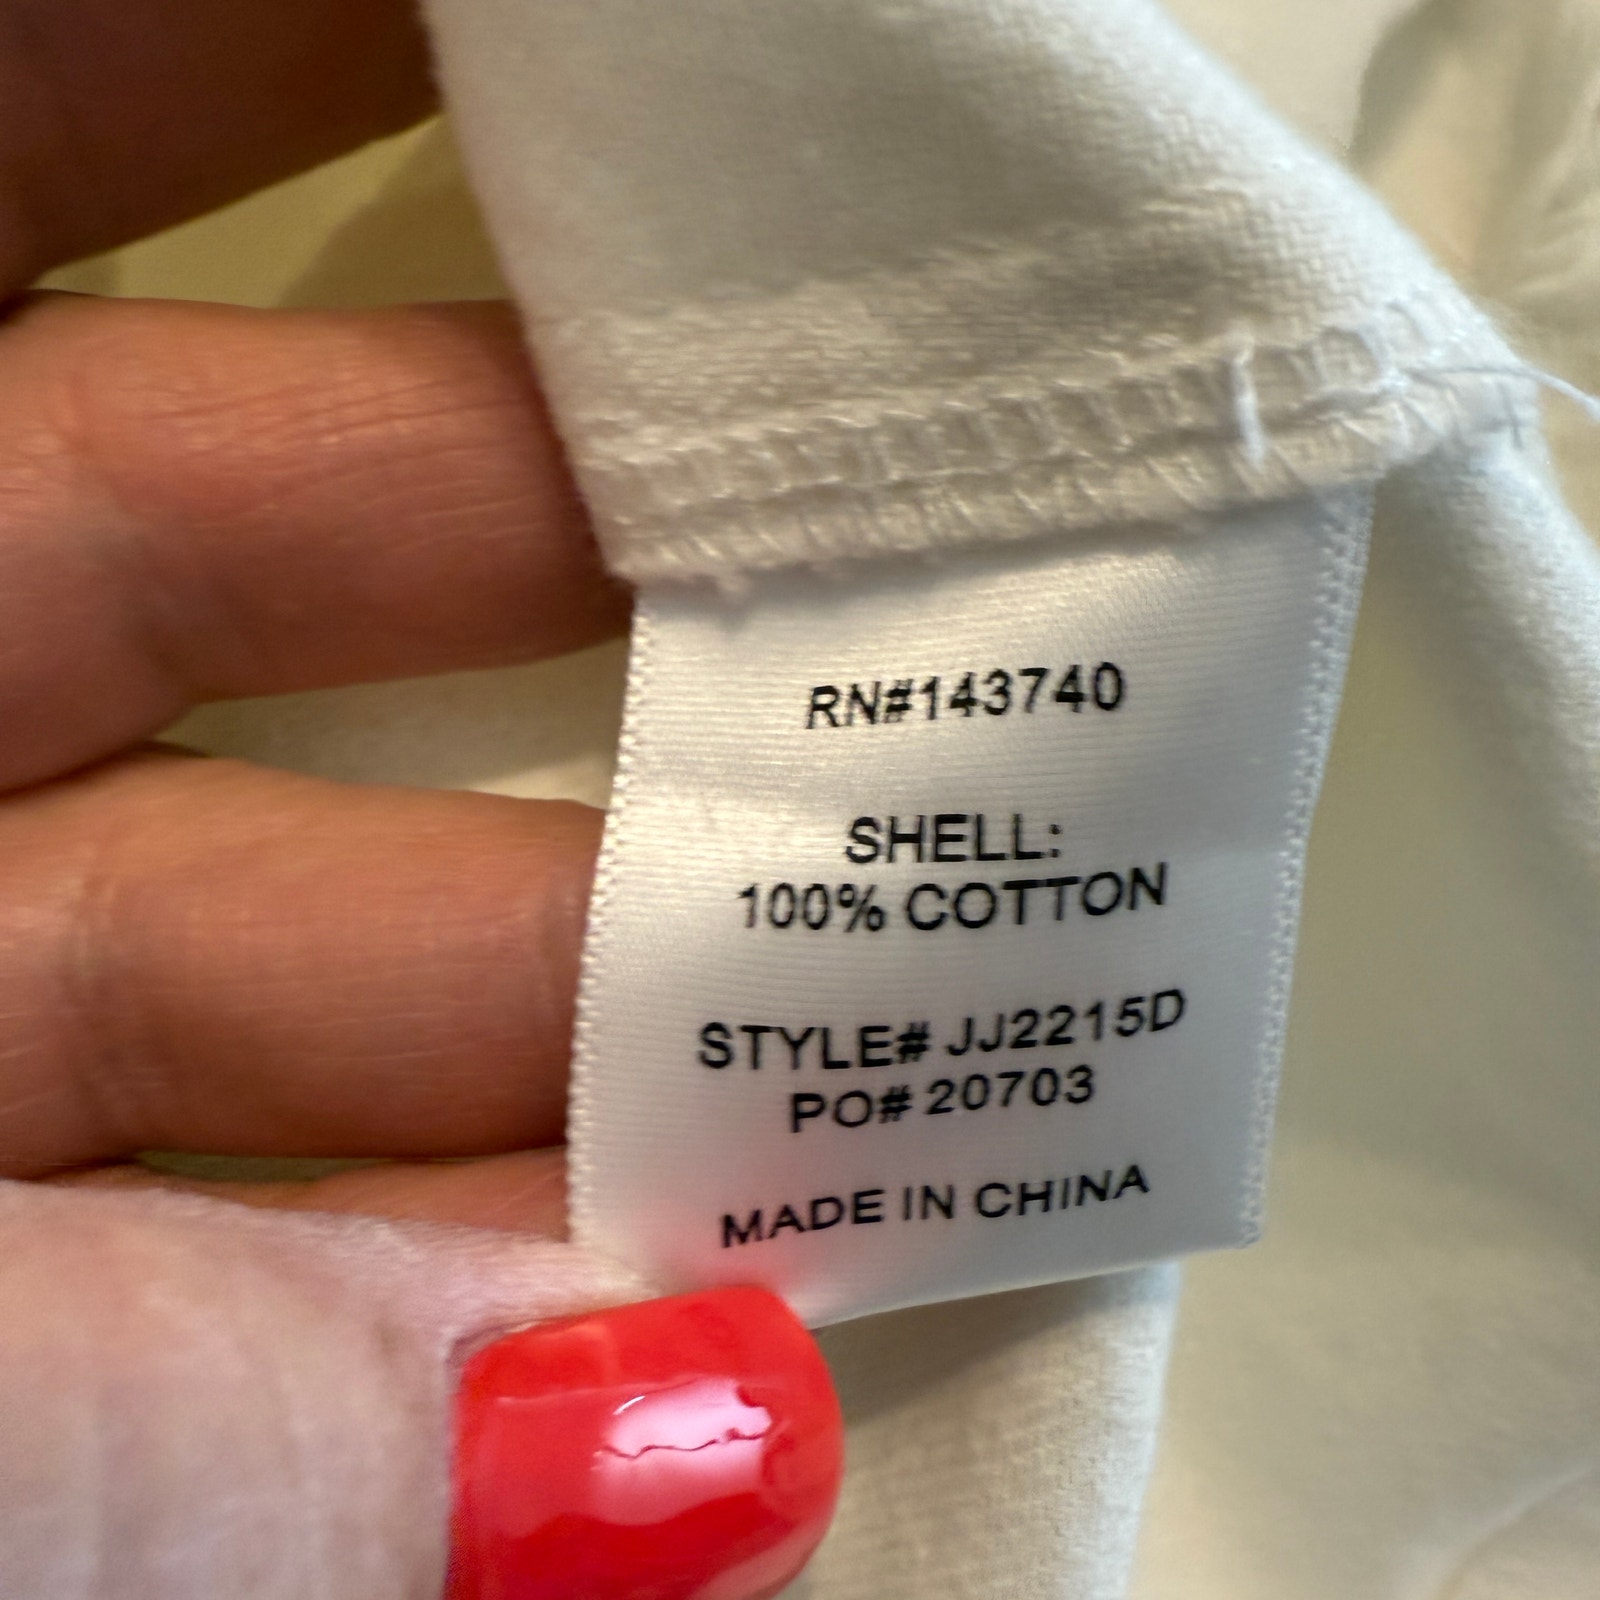 RN#143740
SHELL:
100% COTTON
STYLE# JJ2215D
PO# 20703
MADE IN CHINA